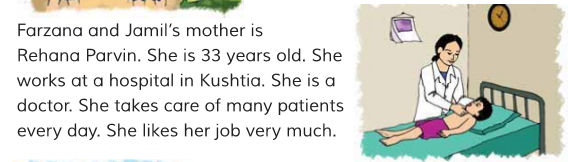 Farzana and Jamil's mother is
Rehana Parvin. She is 33 years old. She
works at a hospital in Kushtia. She is a
doctor. She takes care of many patients
every day. She likes her job very much.